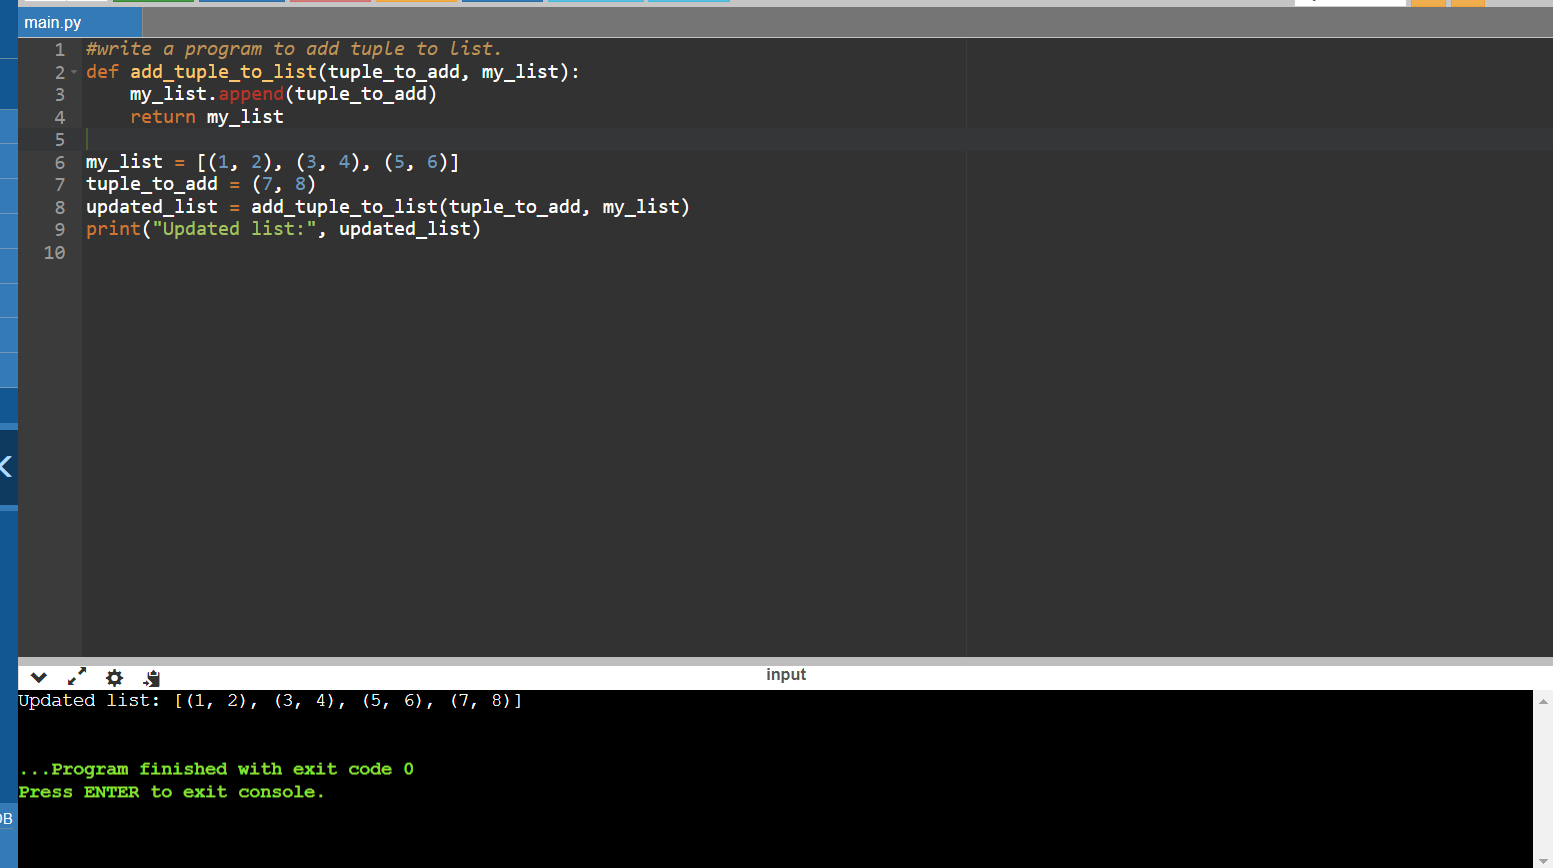 main.py
1 #write a program to add tuple to list.
2 def add_tuple_to_list(tuple_to_add, my_list):
3     my_list.append(tuple_to_add)
4     return my_list
5
6 my_list = [(1, 2), (3, 4), (5, 6)]
7 tuple_to_add = (7, 8)
8 updated_list = add_tuple_to_list(tuple_to_add, my_list)
9 print("Updated list:", updated_list)
10
input
Updated list: [(1, 2), (3, 4), (5, 6), (7, 8)]
...Program finished with exit code 0
Press ENTER to exit console.